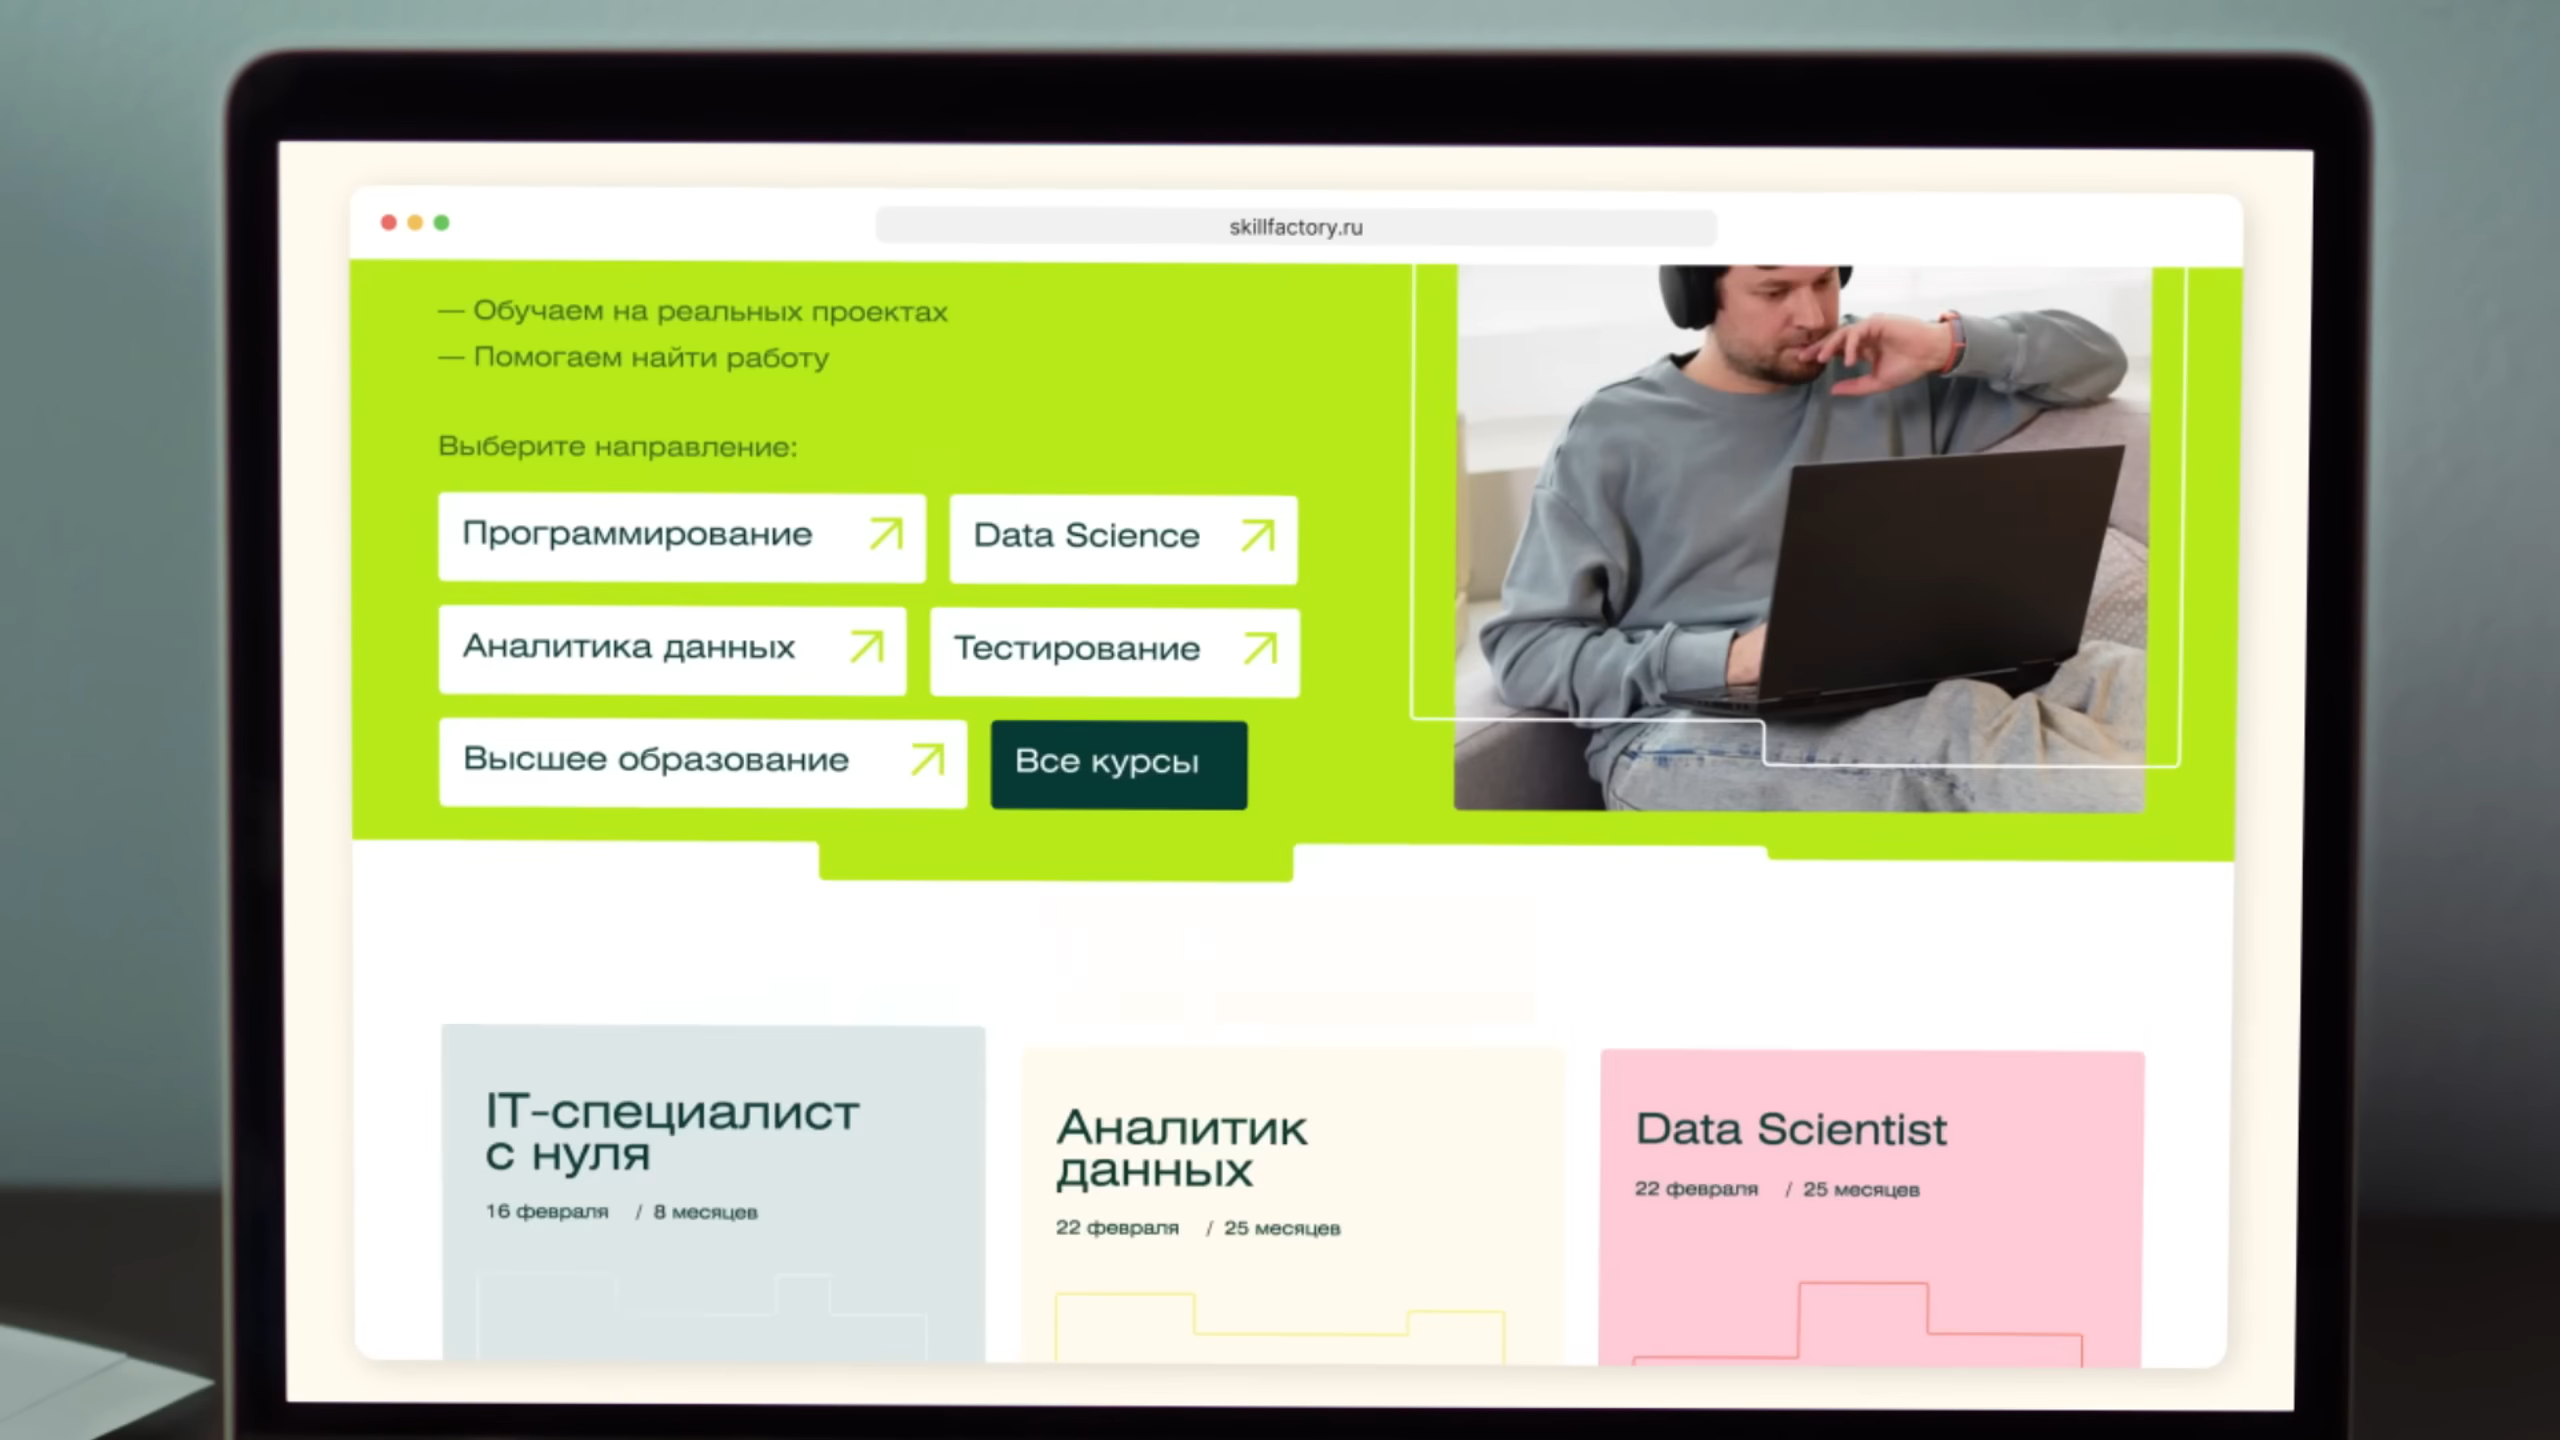 skillfactory.ru
— Обучаем на реальных проектах
— Помогаем найти работу
Выберите направление:
Программирование
Data Science
Аналитика данных
Тестирование
Высшее образование
Все курсы
IT-специалист
с нуля
16 февраля / 8 месяцев
Аналитик
данных
22 февраля / 25 месяцев
Data Scientist
22 февраля / 25 месяцев